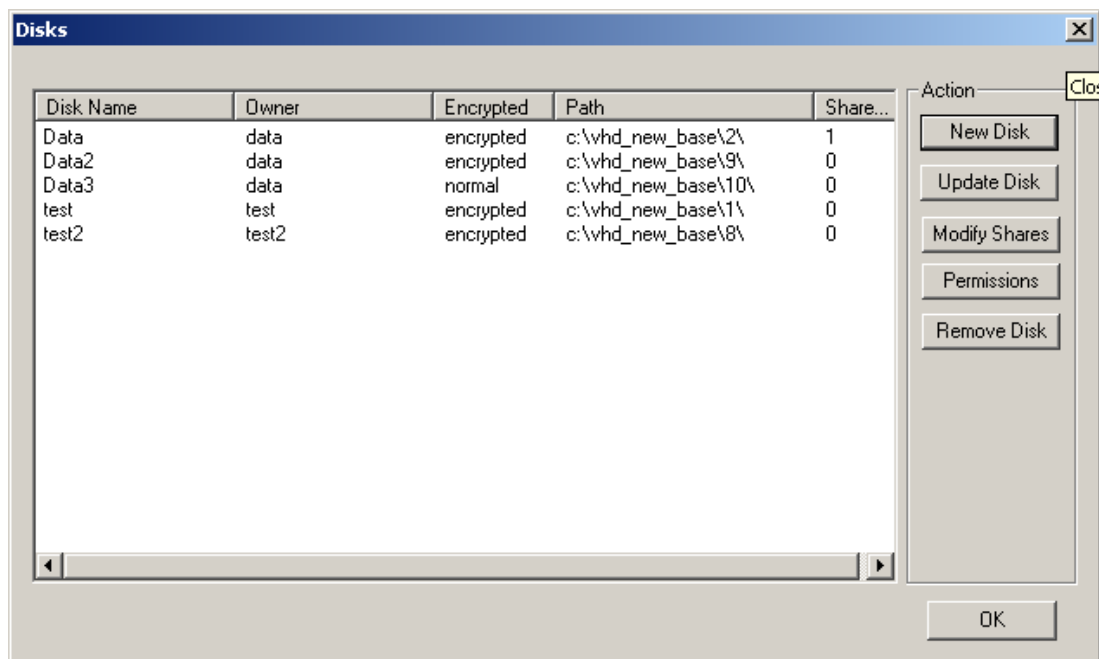 Disks
Action
Clos
Disk Name Owner Encrypted Path Share...
Data data encrypted c:\vhd_new_base\2\ 1
Data2 data encrypted c:\vhd_new_base\9\ 0
Data3 data normal c:\vhd_new_base\10\ 0
test test encrypted c:\vhd_new_base\1\ 0
test2 test2 encrypted c:\vhd_new_base\8\ 0
New Disk
Update Disk
Modify Shares
Permissions
Remove Disk
OK